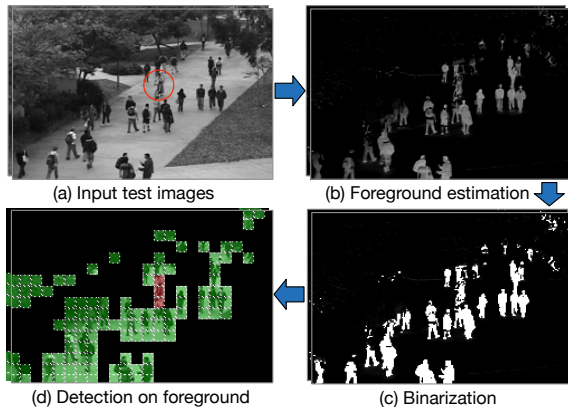 (a) Input test images
(b) Foreground estimation
(d) Detection on foreground
(c) Binarization